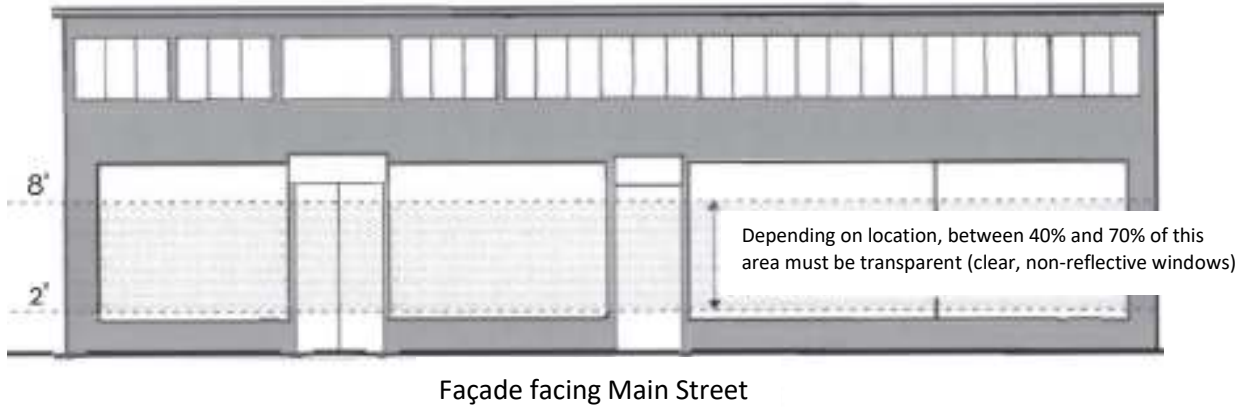 8'
Depending on location, between 40% and 70% of this
area must be transparent (clear, non-reflective windows)
2'
Façade facing Main Street